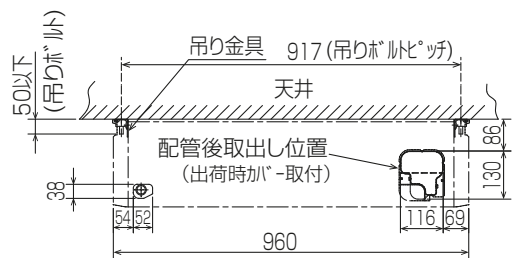 吊り金具
917 (吊りボルトピッチ)
50以下
(吊りボルト)
天井
86
配管後取出し位置
(出荷時カバー取付)
38
130
54
52
116
69
960